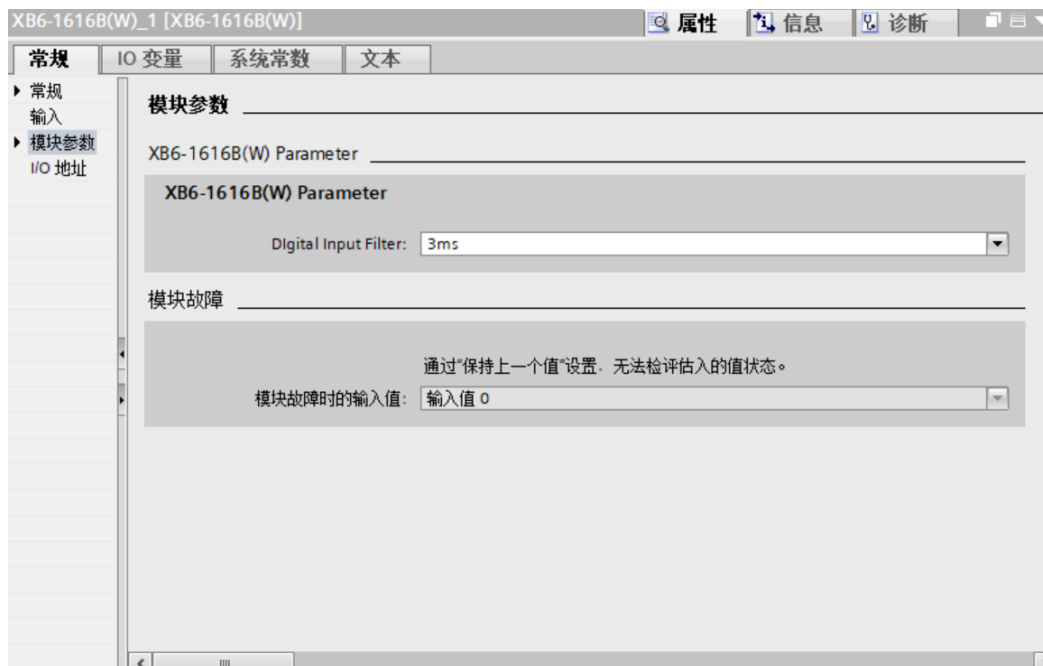 XB6-1616B(W)_1 [XB6-1616B(W)]
属性
信息
诊断
常规
IO 变量
系统常数
文本
常规
输入
模块参数
I/O 地址
模块参数
XB6-1616B(W) Parameter
XB6-1616B(W) Parameter
DIgital Input Filter: 3ms
模块故障
通过“保持上一个值”设置，无法检评估入的值状态。
模块故障时的输入值: 输入值 0